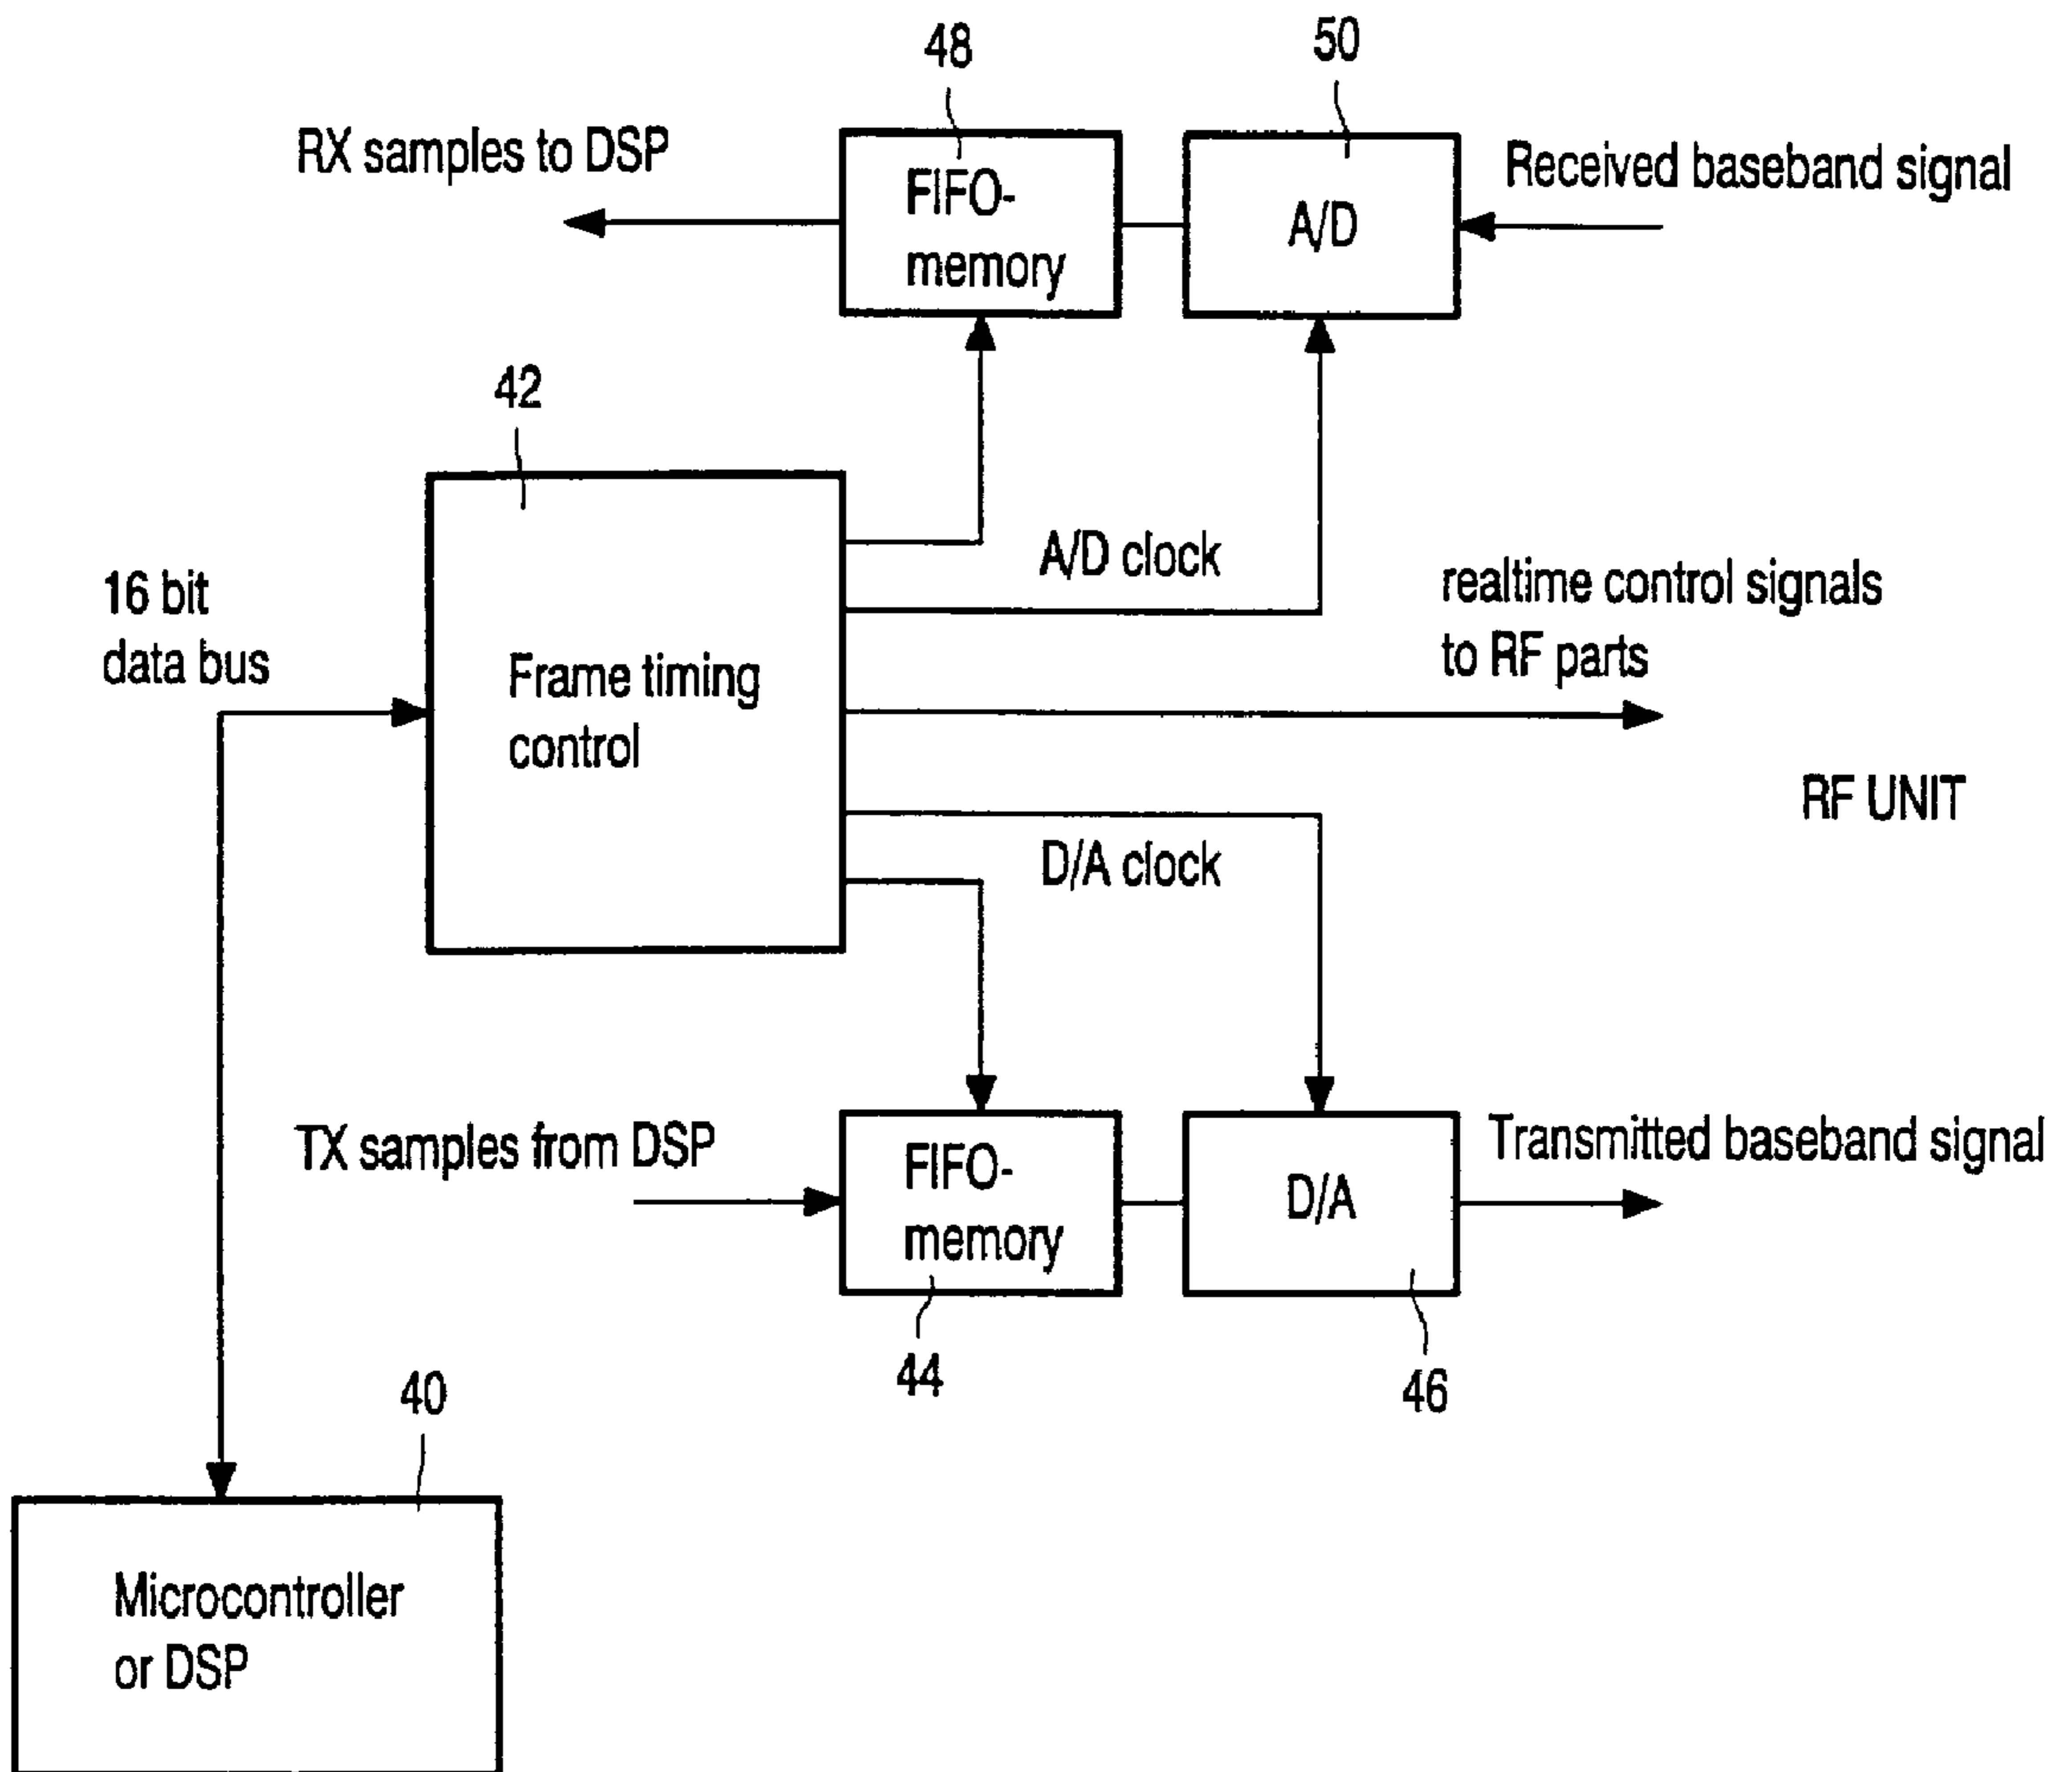 48
50
RX samples to DSP
FIFO-
memory
A/D
Received baseband signal
42
A/D clock
16 bit
data bus
Frame timing
control
realtime control signals
to RF parts
RF UNIT
D/A clock
TX samples from DSP
FIFO-
memory
D/A
Transmitted baseband signal
44
46
40
Microcontroller
or DSP